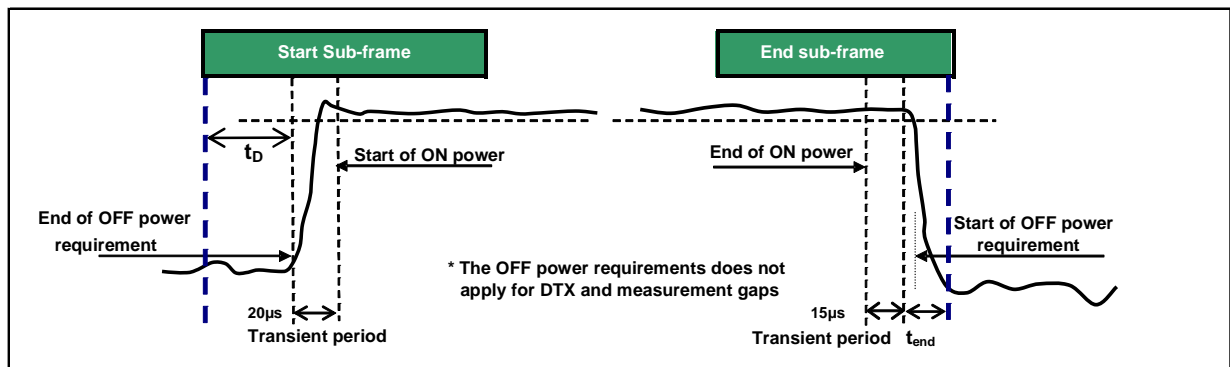 Start Sub-frame
End sub-frame
tD
Start of ON power
End of ON power
End of OFF power
requirement
Start of OFF power
requirement
* The OFF power requirements does not
apply for DTX and measurement gaps
20µs
Transient period
15µs
Transient period
tend